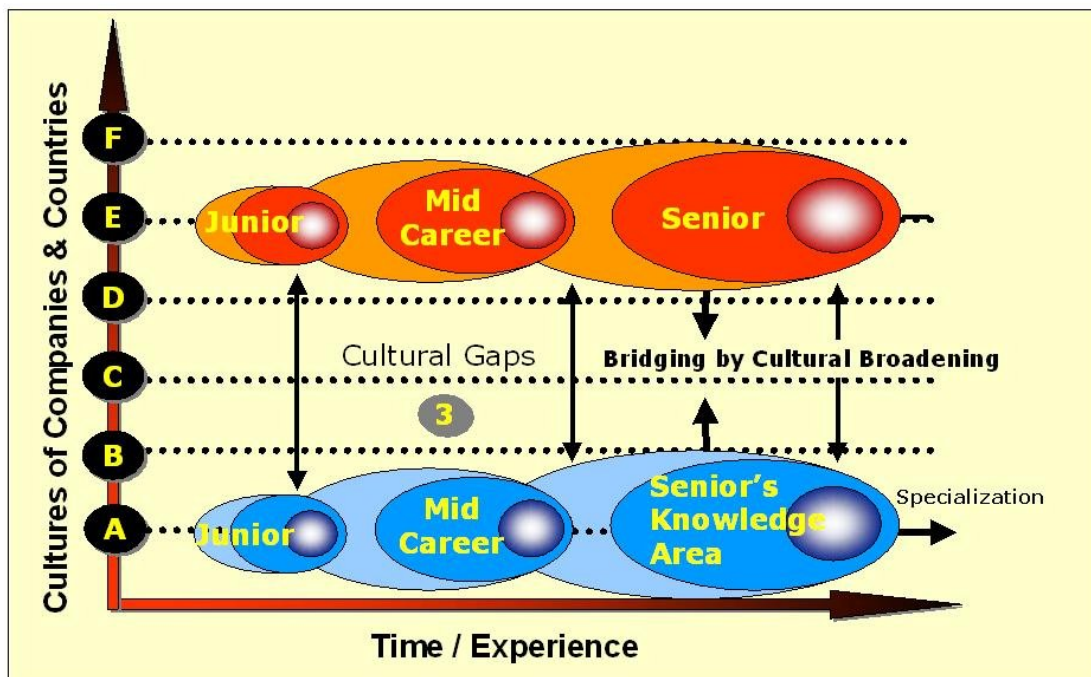 Cultures of Companies & Countries
F
E
D
C
B
A
Junior
Mid
Career
Senior
Cultural Gaps
3
Bridging by Cultural Broadening
Junior
Mid
Career
Senior's
Knowledge
Area
Specialization
Time / Experience